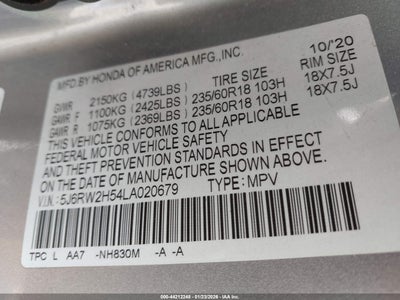 MFD.BY HONDA OF AMERICA MFG.,INC. 10/'20
TIRE SIZE RIM SIZE
GVWR 2150KG (4739LBS)
GAWR F 1100KG (2425LBS) 235/60R18 103H 18X7.5J
GAWR R 1075KG (2369LBS) 235/60R18 103H 18X7.5J
THIS VEHICLE CONFORMS TO ALL APPLICABLE
FEDERAL MOTOR VEHICLE SAFETY
AND THEFT PREVENTION STANDARDS IN EFFECT
ON THE DATE OF MANUFACTURE SHOWN ABOVE.
V.I.N.: 5J6RW2H54LA020679 TYPE: MPV
TPC L AA7 -NH830M -A -A
000-44212248 - 01/23/2026 - IAA, Inc.